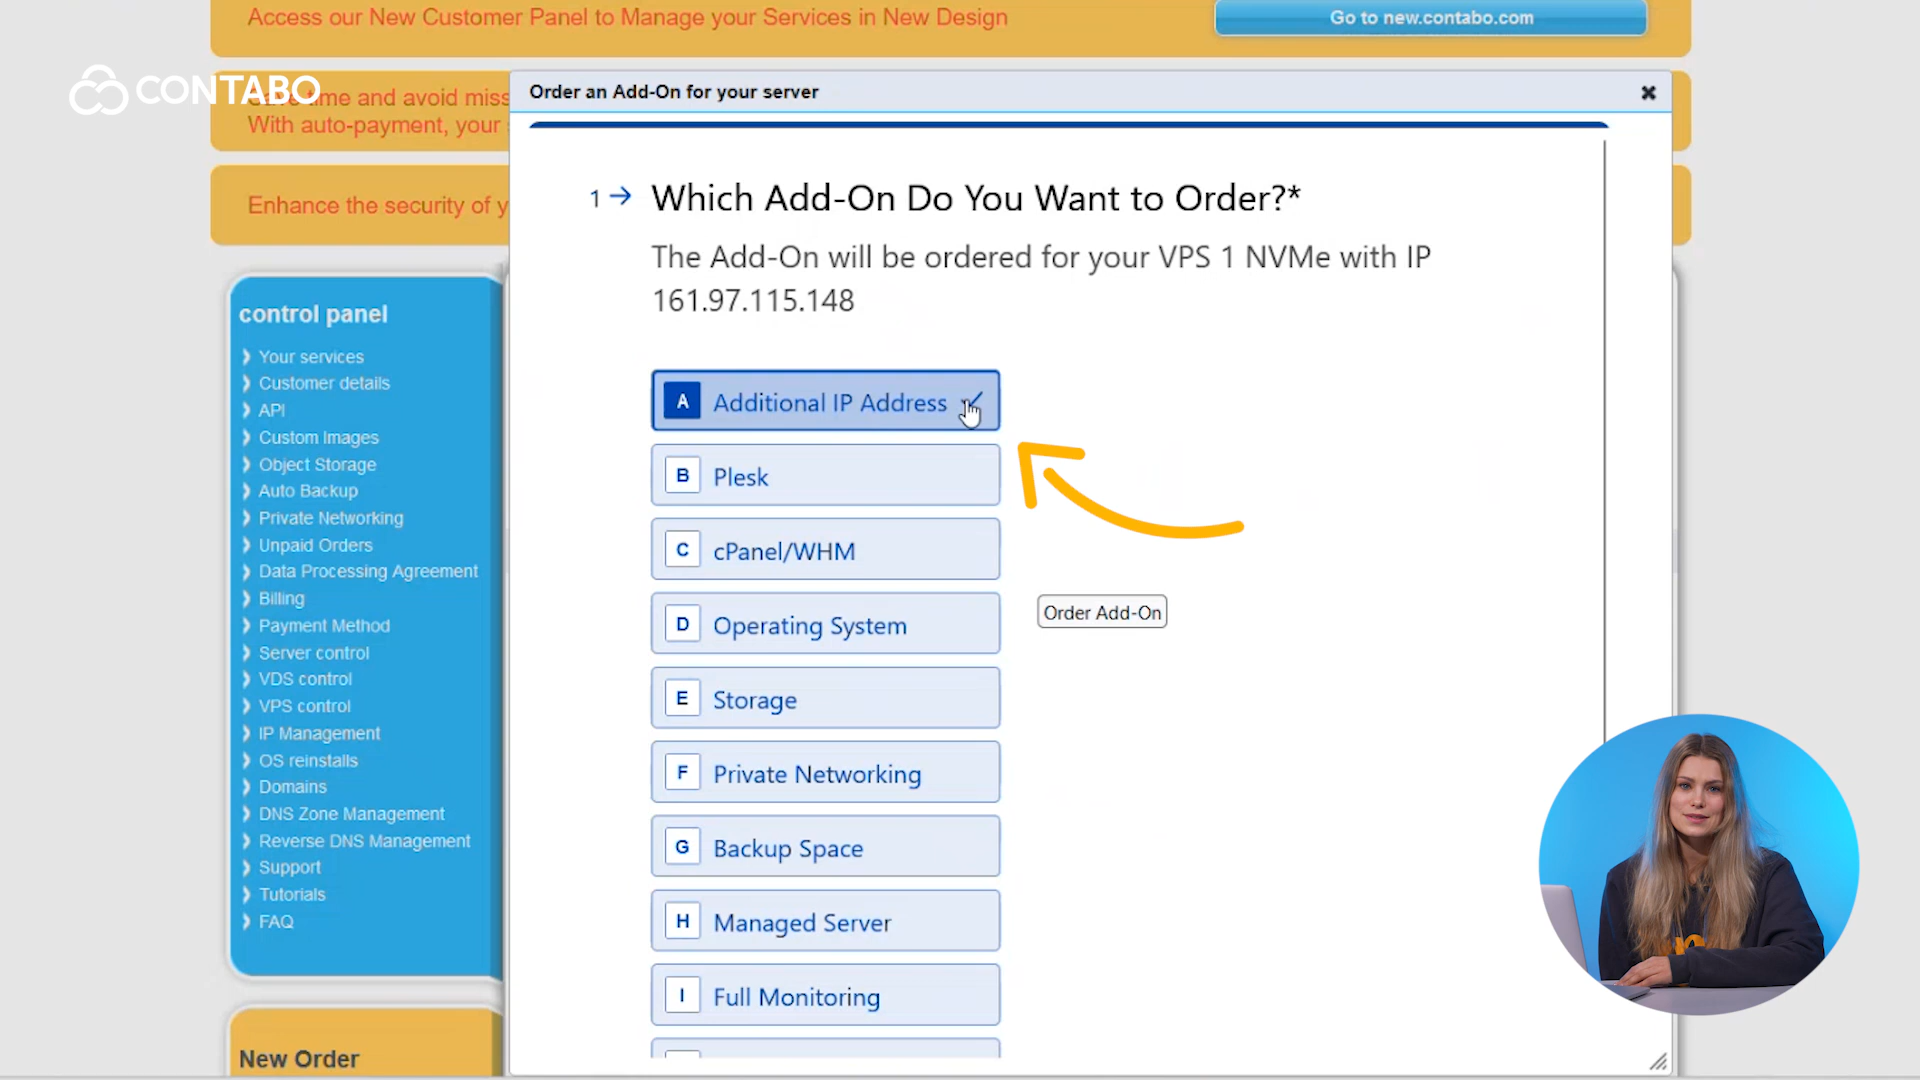 Access our New Customer Panel to Manage your Services in New Design
Go to new.contabo.com
CONTABO
time and avoid miss
With auto-payment, your
Enhance the security of y
Order an Add-On for your server
1
Which Add-On Do You Want to Order?*
The Add-On will be ordered for your VPS 1 NVMe with IP
161.97.115.148
A Additional IP Address
B Plesk
C cPanel/WHM
D Operating System
E Storage
F Private Networking
G Backup Space
H Managed Server
I Full Monitoring
Order Add-On
control panel
Your services
Customer details
API
Custom Images
Object Storage
Auto Backup
Private Networking
Unpaid Orders
Data Processing Agreement
Billing
Payment Method
Server control
VDS control
VPS control
IP Management
OS reinstalls
Domains
DNS Zone Management
Reverse DNS Management
Support
Tutorials
FAQ
New Order